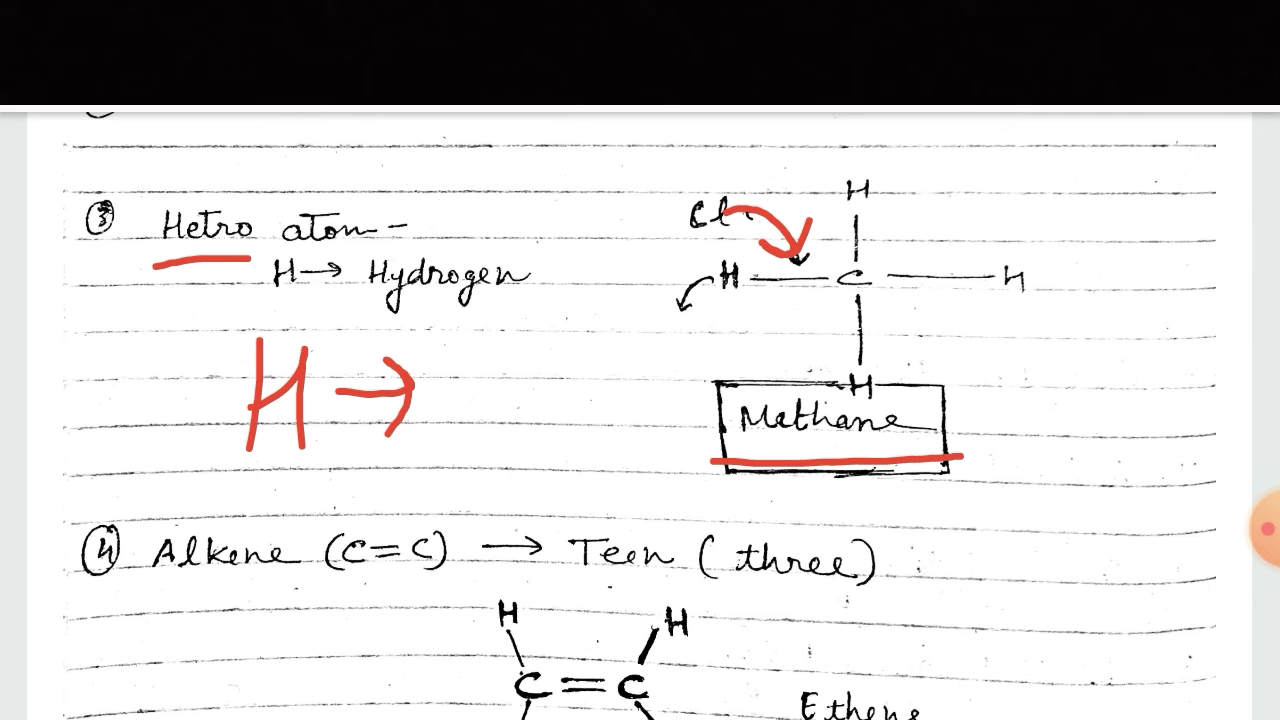 ③ Hetro atom -
H → Hydrogen
H →
Cl
H
H — C — H
H
Methane
④ Alkene (C=C) → Teen (three)
H H
C = C
Ethene